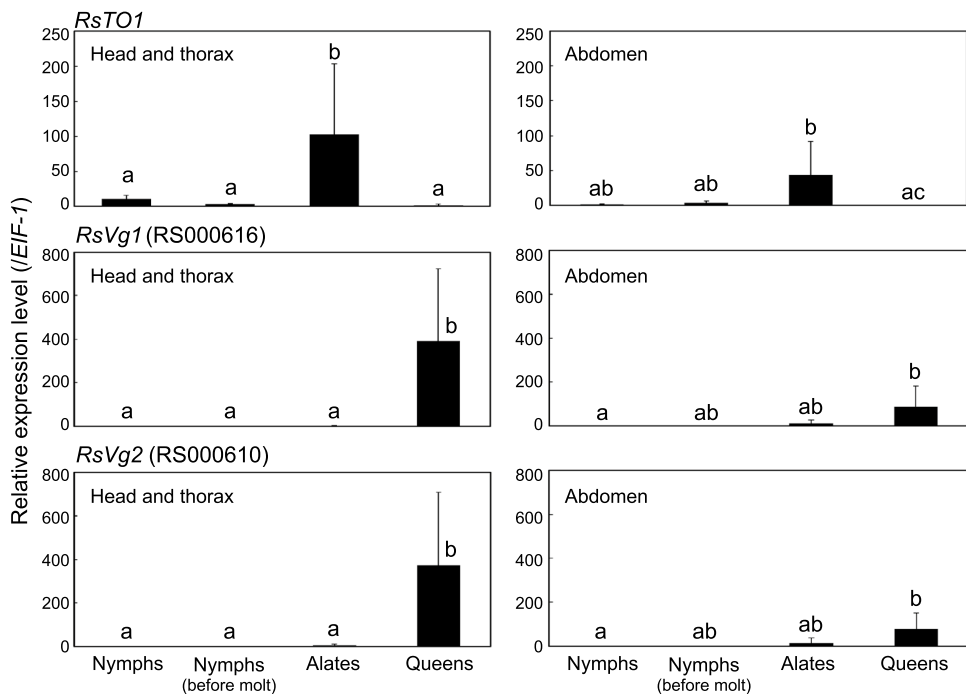 RsTO1
Relative expression level (/EIF-1)
Head and thorax
250
200
150
100
50
0
a
a
b
a
Abdomen
250
200
150
100
50
0
ab
ab
b
ac
RsVg1 (RS000616)
Head and thorax
800
600
400
200
0
a
a
a
b
Abdomen
800
600
400
200
0
a
ab
ab
b
RsVg2 (RS000610)
Head and thorax
800
600
400
200
0
a
a
a
b
Abdomen
800
600
400
200
0
a
ab
ab
b
Nymphs
Nymphs
(before molt)
Alates
Queens
Nymphs
Nymphs
(before molt)
Alates
Queens